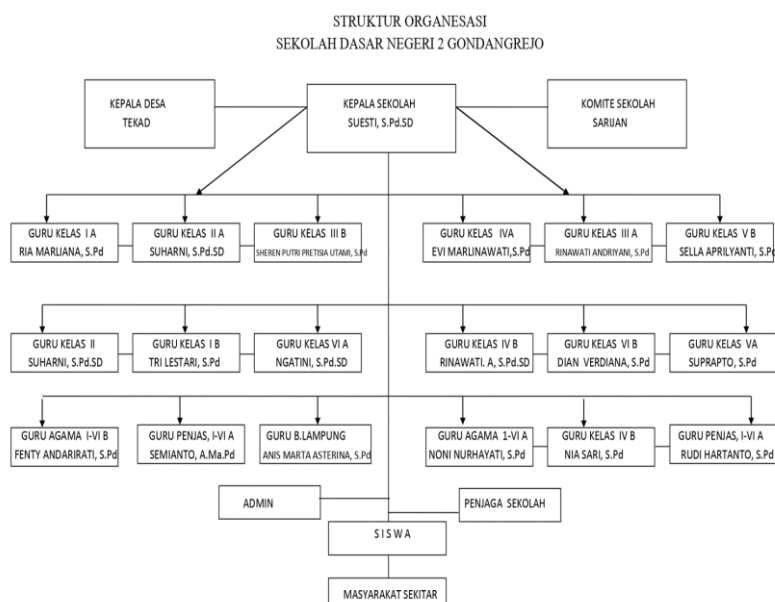 STRUKTUR ORGANESASI
SEKOLAH DASAR NEGERI 2 GONDANGREJO
KEPALA DESA
TEKAD
KEPALA SEKOLAH
SUESTI, S.Pd.SD
KOMITE SEKOLAH
SARIJAN
GURU KELAS I A
RIA MARLIANA, S.Pd
GURU KELAS II A
SUHARNI, S.Pd.SD
GURU KELAS III B
SHEREN PUTRI PRETISIA UTAMI, S.Pd
GURU KELAS IVA
EVI MARLINAWATI,S.Pd
GURU KELAS III A
RINAWATI ANDRIYANI, S.Pd
GURU KELAS V B
SELLA APRILYANTI, S.Pd
GURU KELAS II
SUHARNI, S.Pd.SD
GURU KELAS I B
TRI LESTARI, S.Pd
GURU KELAS VI A
NGATINI, S.Pd.SD
GURU KELAS IV B
RINAWATI. A, S.Pd.SD
GURU KELAS VI B
DIAN VERDIANA, S.Pd
GURU KELAS VA
SUPRAPTO, S.Pd
GURU AGAMA I-VI B
FENTY ANDARIRATI, S.Pd
GURU PENJAS, I-VI A
SEMIANTO, A.Ma.Pd
GURU B.LAMPUNG
ANIS MARTA ASTERINA, S.Pd
GURU AGAMA 1-VI A
NONI NURHAYATI, S.Pd
GURU KELAS IV B
NIA SARI, S.Pd
GURU PENJAS, I-VI A
RUDI HARTANTO, S.Pd
ADMIN
PENJAGA SEKOLAH
S I S W A
MASYARAKAT SEKITAR